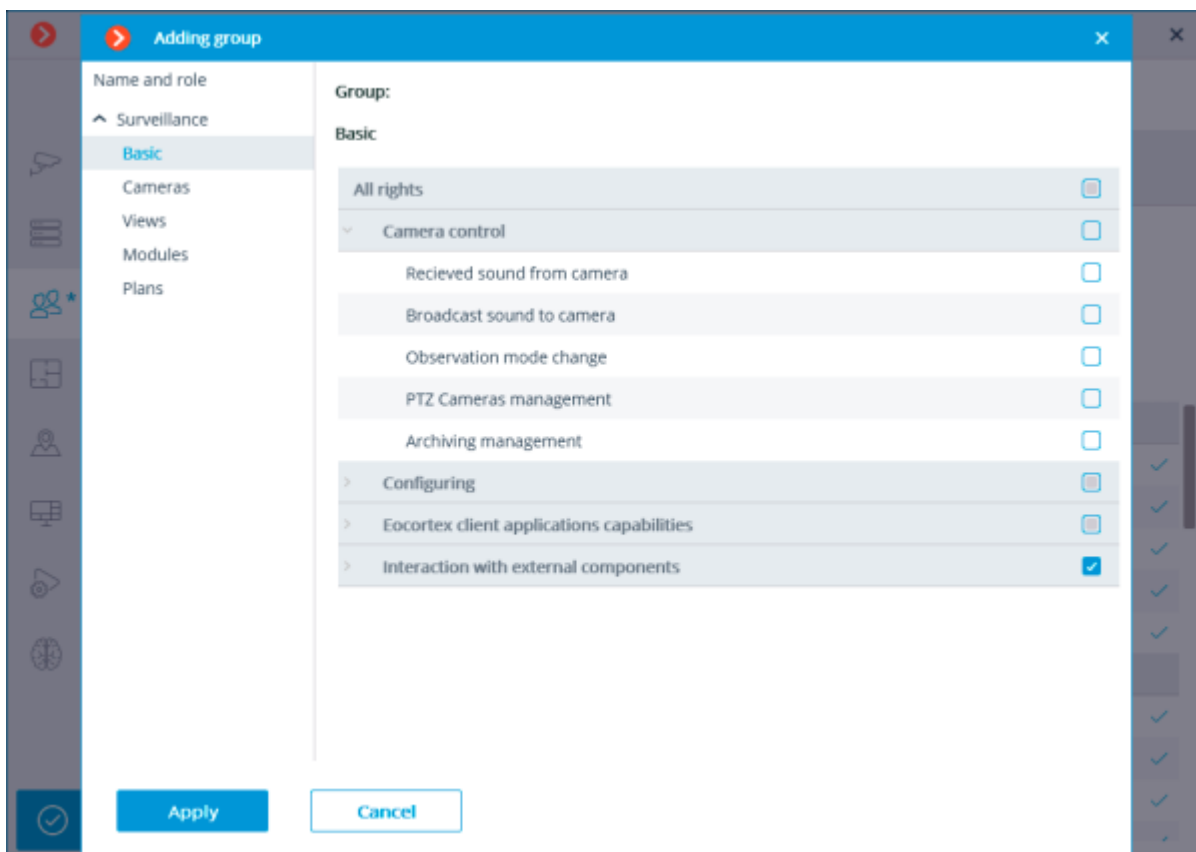 Adding group
Name and role
Surveillance
Basic
Cameras
Views
Modules
Plans
Group:
Basic
All rights
Camera control
Recieved sound from camera
Broadcast sound to camera
Observation mode change
PTZ Cameras management
Archiving management
Configuring
Eocortex client applications capabilities
Interaction with external components
Apply
Cancel